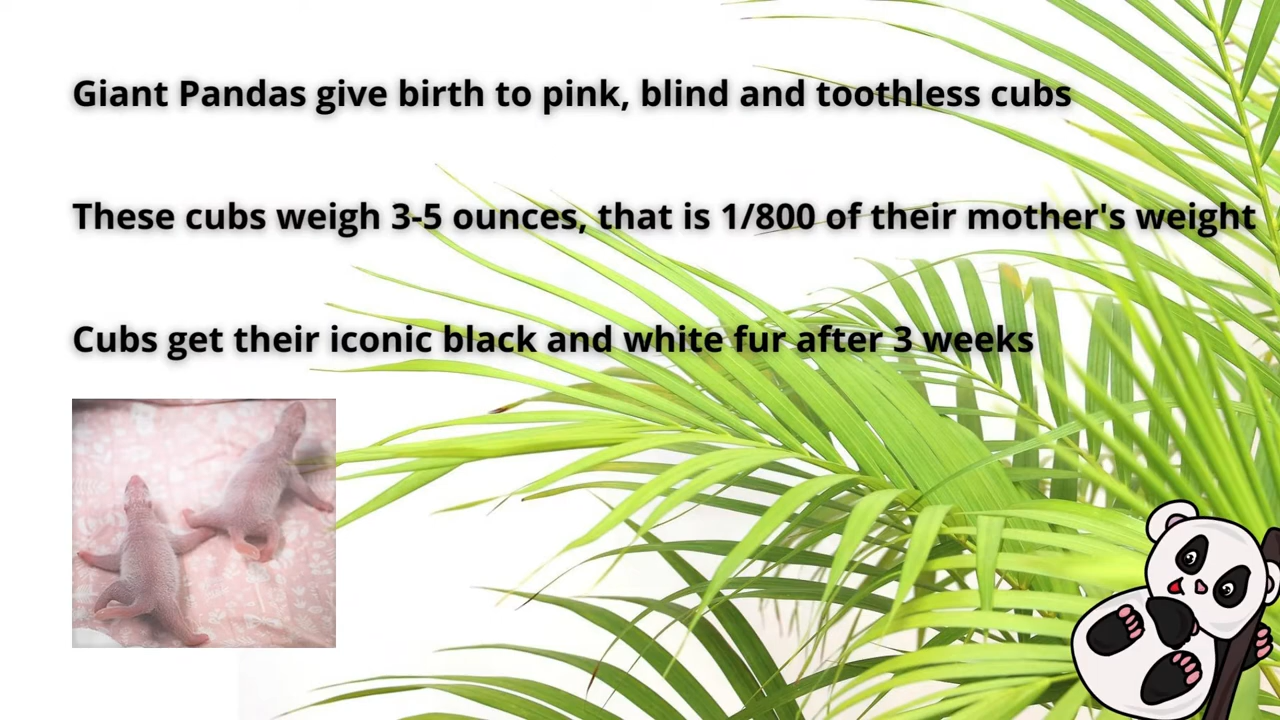 Giant Pandas give birth to pink, blind and toothless cubs
These cubs weigh 3-5 ounces, that is 1/800 of their mother's weight
Cubs get their iconic black and white fur after 3 weeks